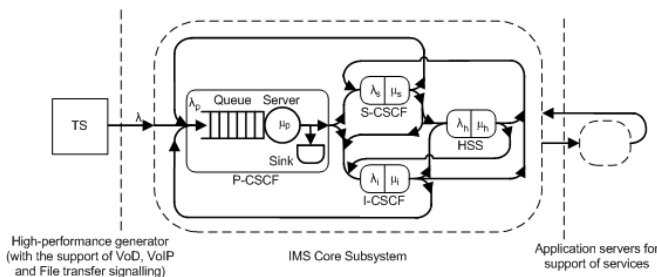 Queue Server
λs μs
λp
S-CSCF
TS
λ
μp
λh μh
HSS
Sink
λi μi
P-CSCF
I-CSCF
High-performance generator
(with the support of VoD, VoIP
and File transfer signalling)
IMS Core Subsystem
Application servers for
support of services